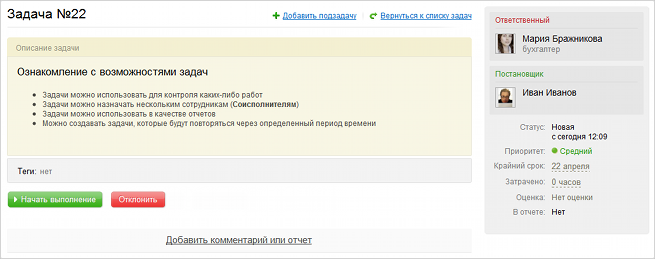 Задача №22
Добавить подзадачу
Вернуться к списку задач
Описание задачи
Ознакомление с возможностями задач
Задачи можно использовать для контроля каких-либо работ
Задачи можно назначать нескольким сотрудникам (Соисполнителям)
Задачи можно использовать в качестве отчетов
Можно создавать задачи, которые будут повторяться через определенный период времени
Теги: нет
Начать выполнение
Отклонить
Добавить комментарий или отчет
Ответственный
Мария Бражникова
бухгалтер
Постановщик
Иван Иванов
Статус: Новая
с сегодня 12:09
Приоритет: Средний
Крайний срок: 22 апреля
Затрачено: 0 часов
Оценка: Нет оценки
В отчете: Нет